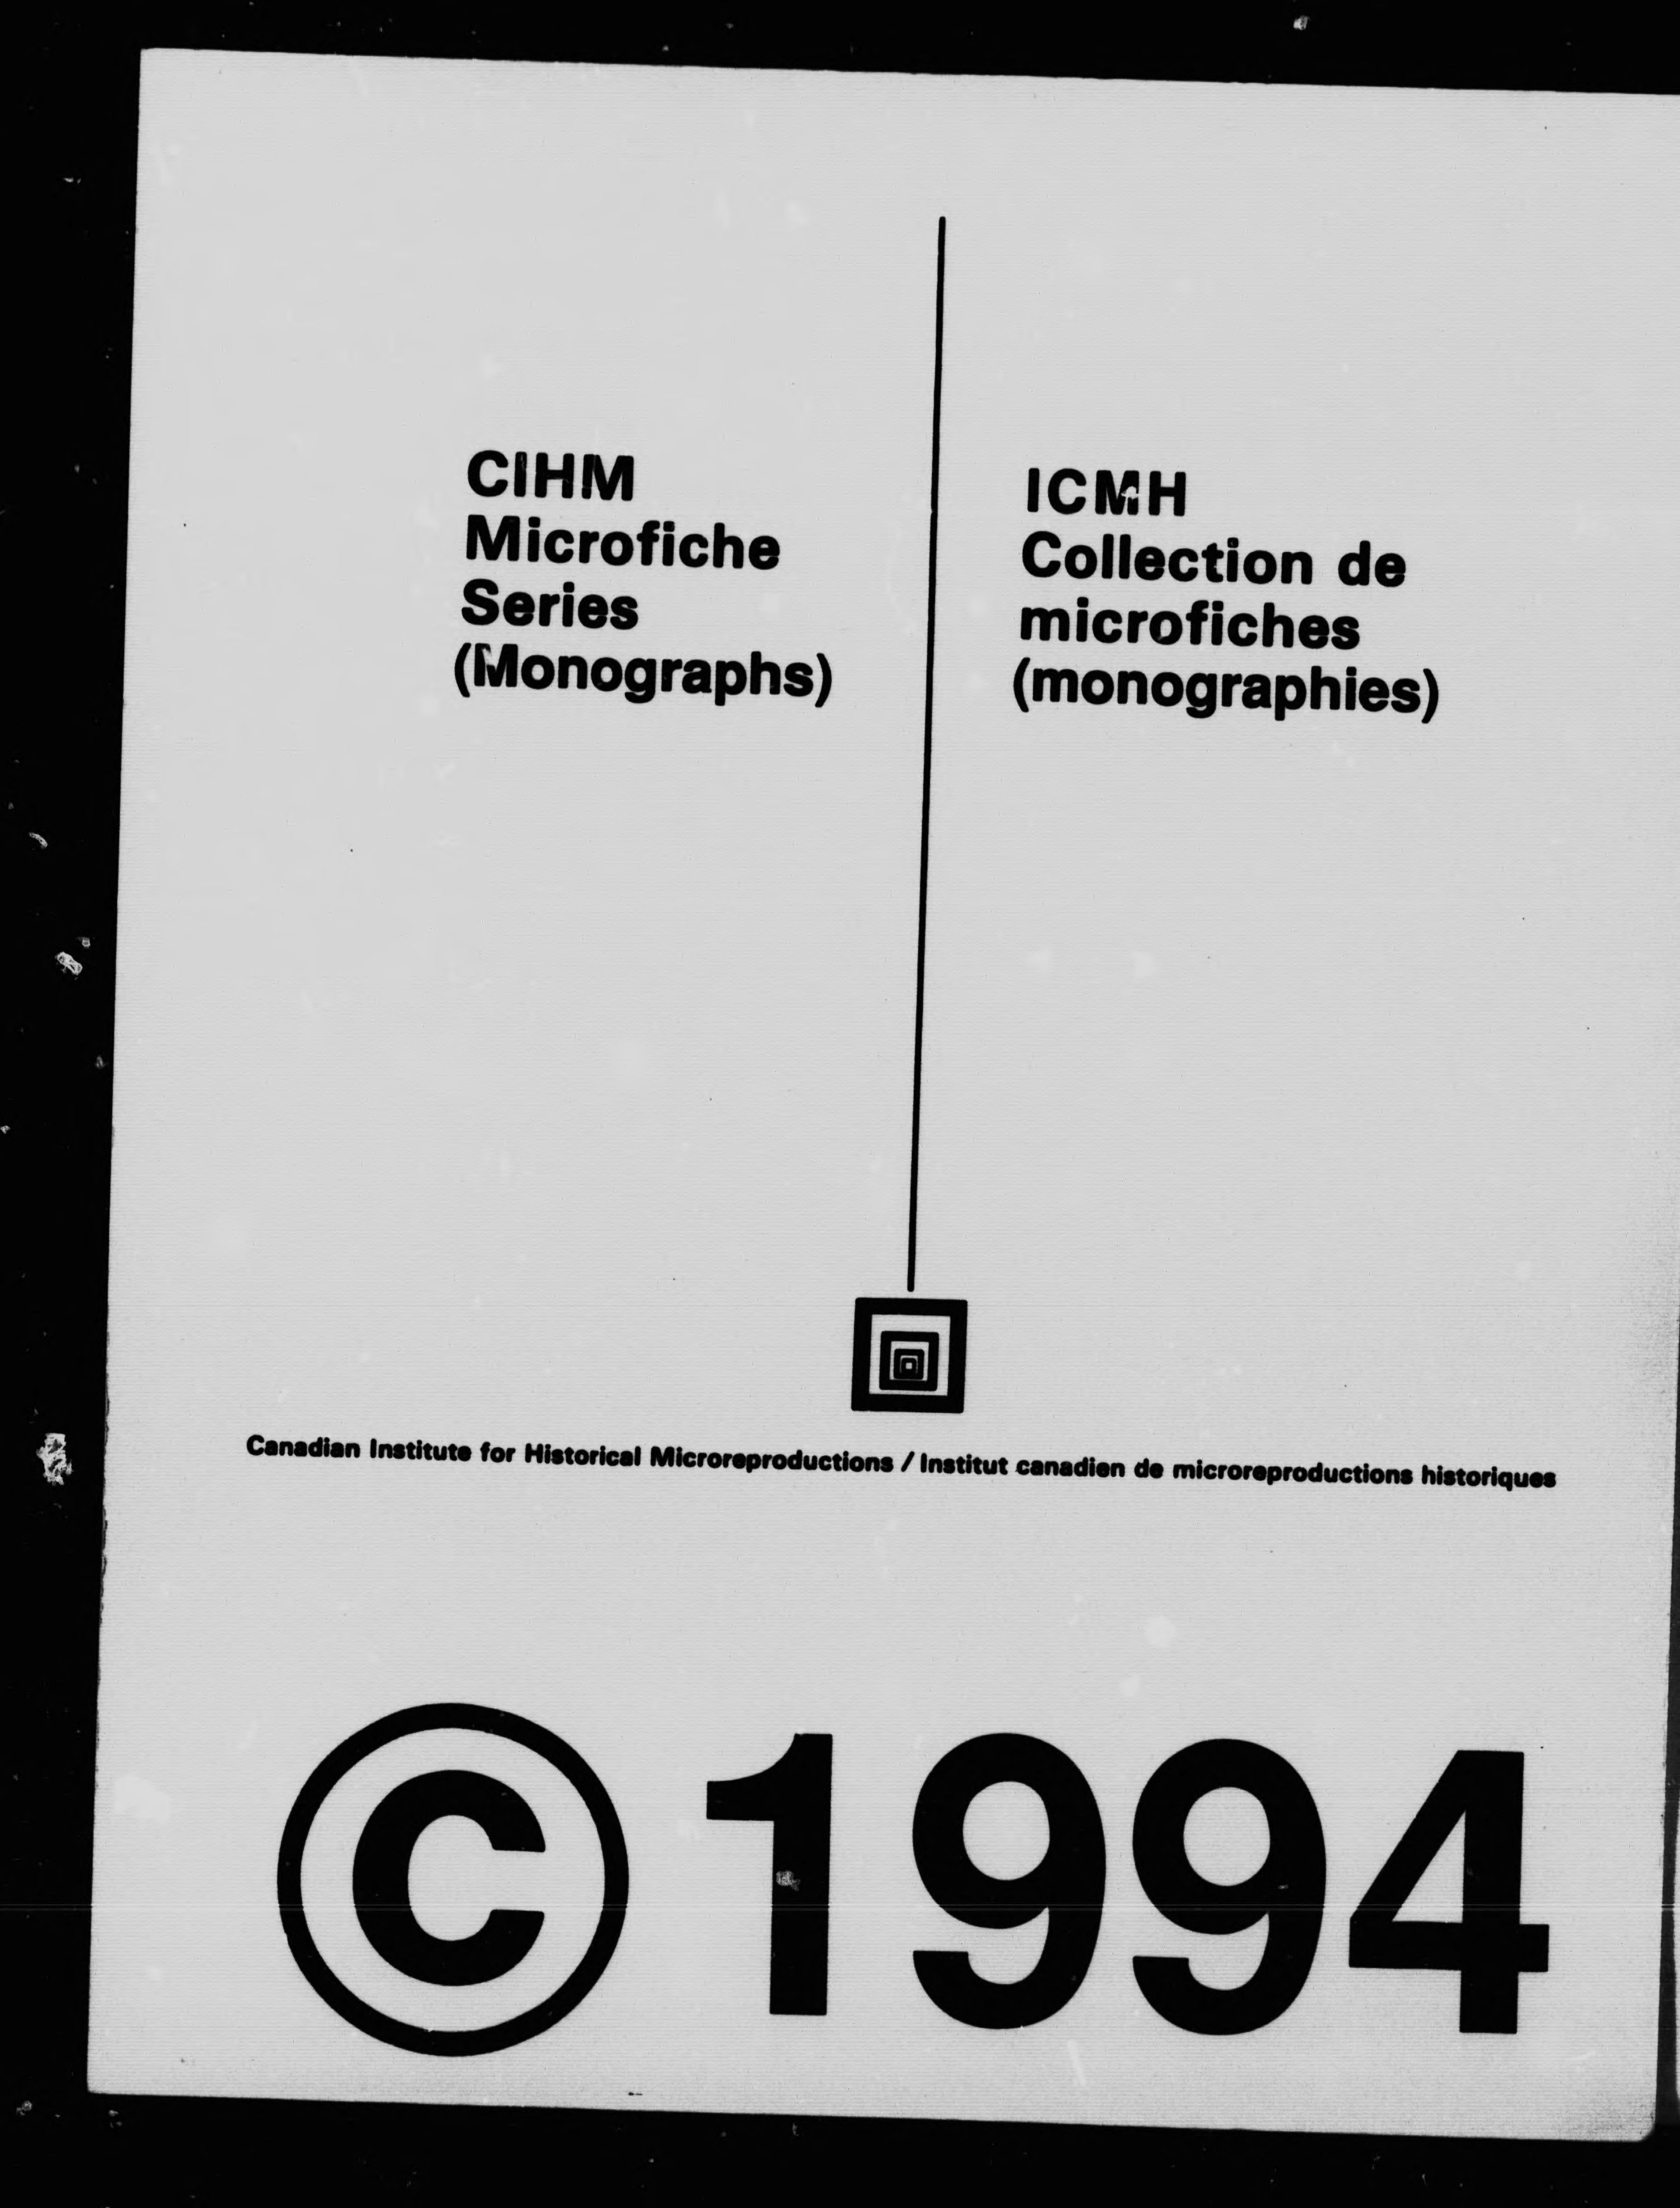 CIHM
Microfiche
Series
(Monographs)
ICMH
Collection de
microfiches
(monographies)
Canadian Institute for Historical Microreproductions / Institut canadien de microreproductions historiques
© 1994